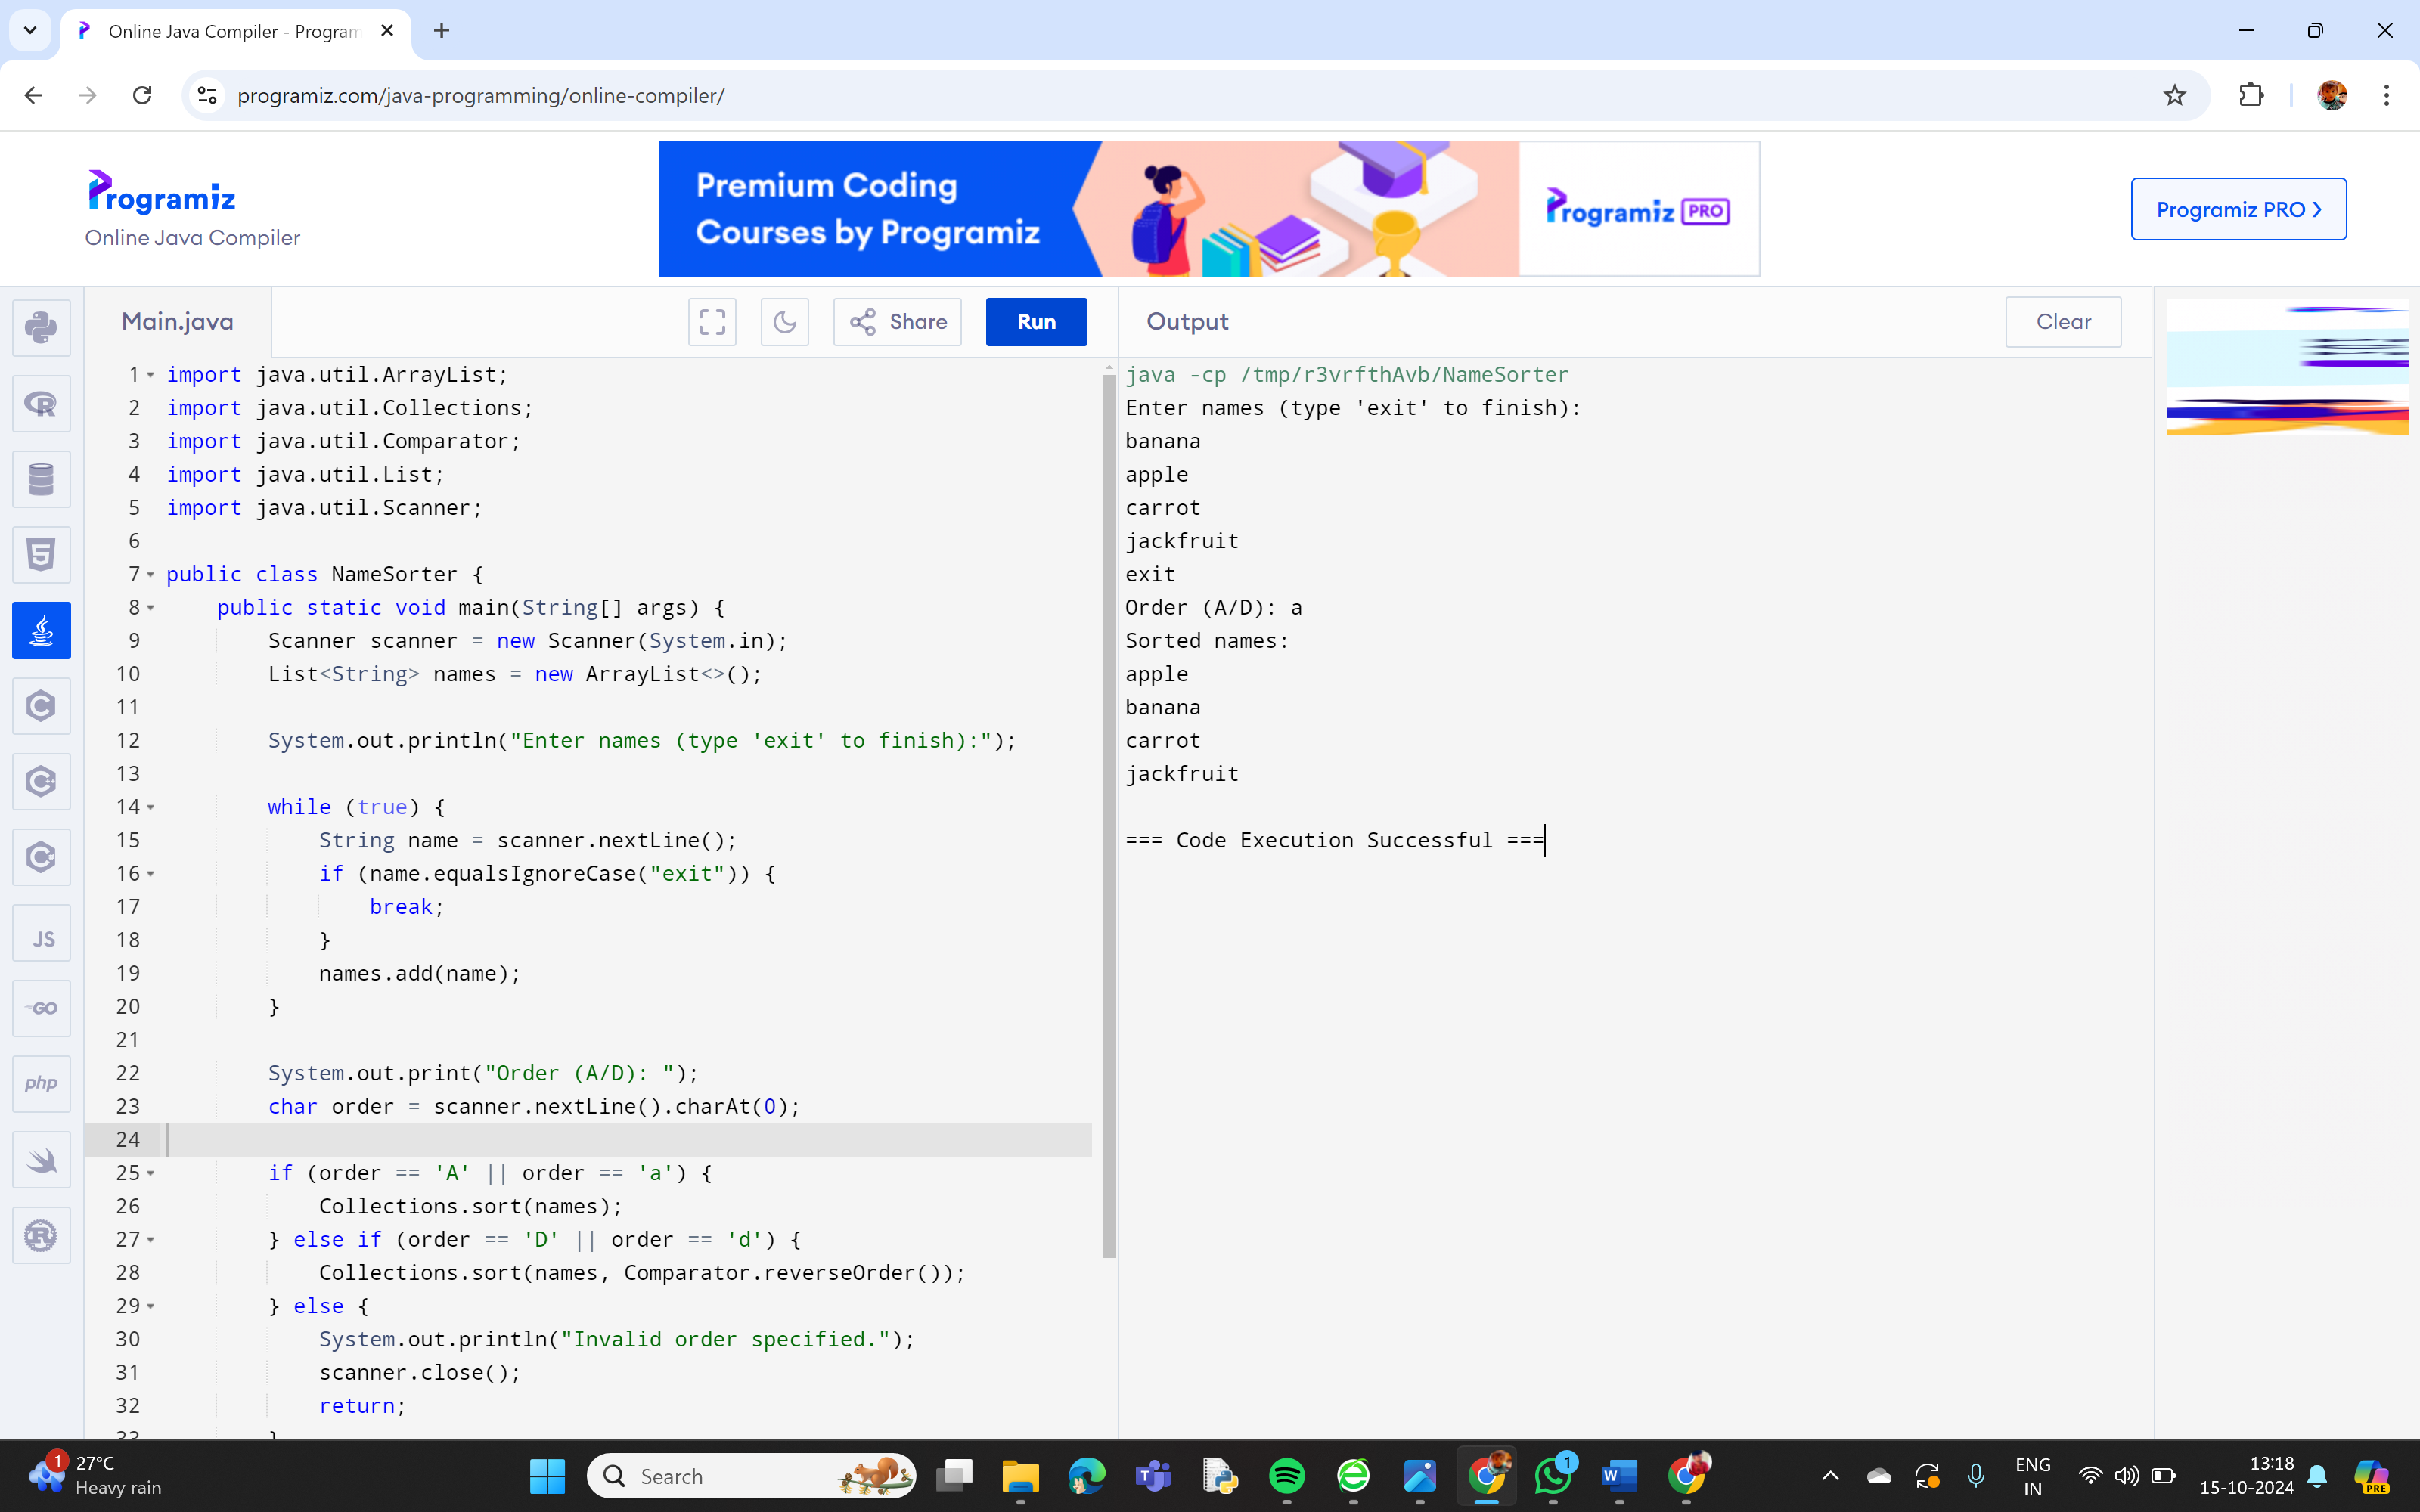 Online Java Compiler - Program
programiz.com/java-programming/online-compiler/
Programiz
Online Java Compiler
Premium Coding
Courses by Programiz
Programiz PRO
Programiz PRO ❯
Main.java
Share
Run
Output
Clear
1 import java.util.ArrayList;
2 import java.util.Collections;
3 import java.util.Comparator;
4 import java.util.List;
5 import java.util.Scanner;
6
7 public class NameSorter {
8 public static void main(String[] args) {
9 Scanner scanner = new Scanner(System.in);
10 List<String> names = new ArrayList<>();
11
12 System.out.println("Enter names (type 'exit' to finish):");
13
14 while (true) {
15 String name = scanner.nextLine();
16 if (name.equalsIgnoreCase("exit")) {
17 break;
18 }
19 names.add(name);
20 }
21
22 System.out.print("Order (A/D): ");
23 char order = scanner.nextLine().charAt(0);
24
25 if (order == 'A' || order == 'a') {
26 Collections.sort(names);
27 } else if (order == 'D' || order == 'd') {
28 Collections.sort(names, Comparator.reverseOrder());
29 } else {
30 System.out.println("Invalid order specified.");
31 scanner.close();
32 return;
33 }
java -cp /tmp/r3vrfthAvb/NameSorter
Enter names (type 'exit' to finish):
banana
apple
carrot
jackfruit
exit
Order (A/D): a
Sorted names:
apple
banana
carrot
jackfruit
=== Code Execution Successful ===
R
5
C
C
C#
JS
GO
php
R
1
27°C
Heavy rain
Search
T
1
W
ENG
IN
13:18
15-10-2024
PRE